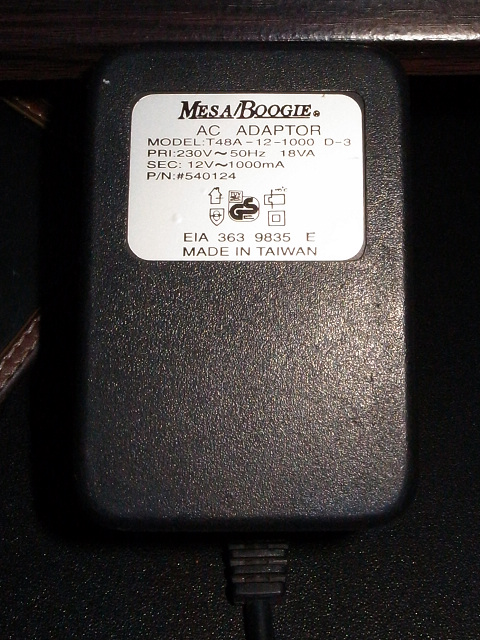 MESA/BOOGIE®
AC ADAPTOR
MODEL:T48A-12-1000 D-3
PRI:230V~50Hz 18VA
SEC: 12V~1000mA
P/N:#540124
GS
EIA 363 9835 E
MADE IN TAIWAN